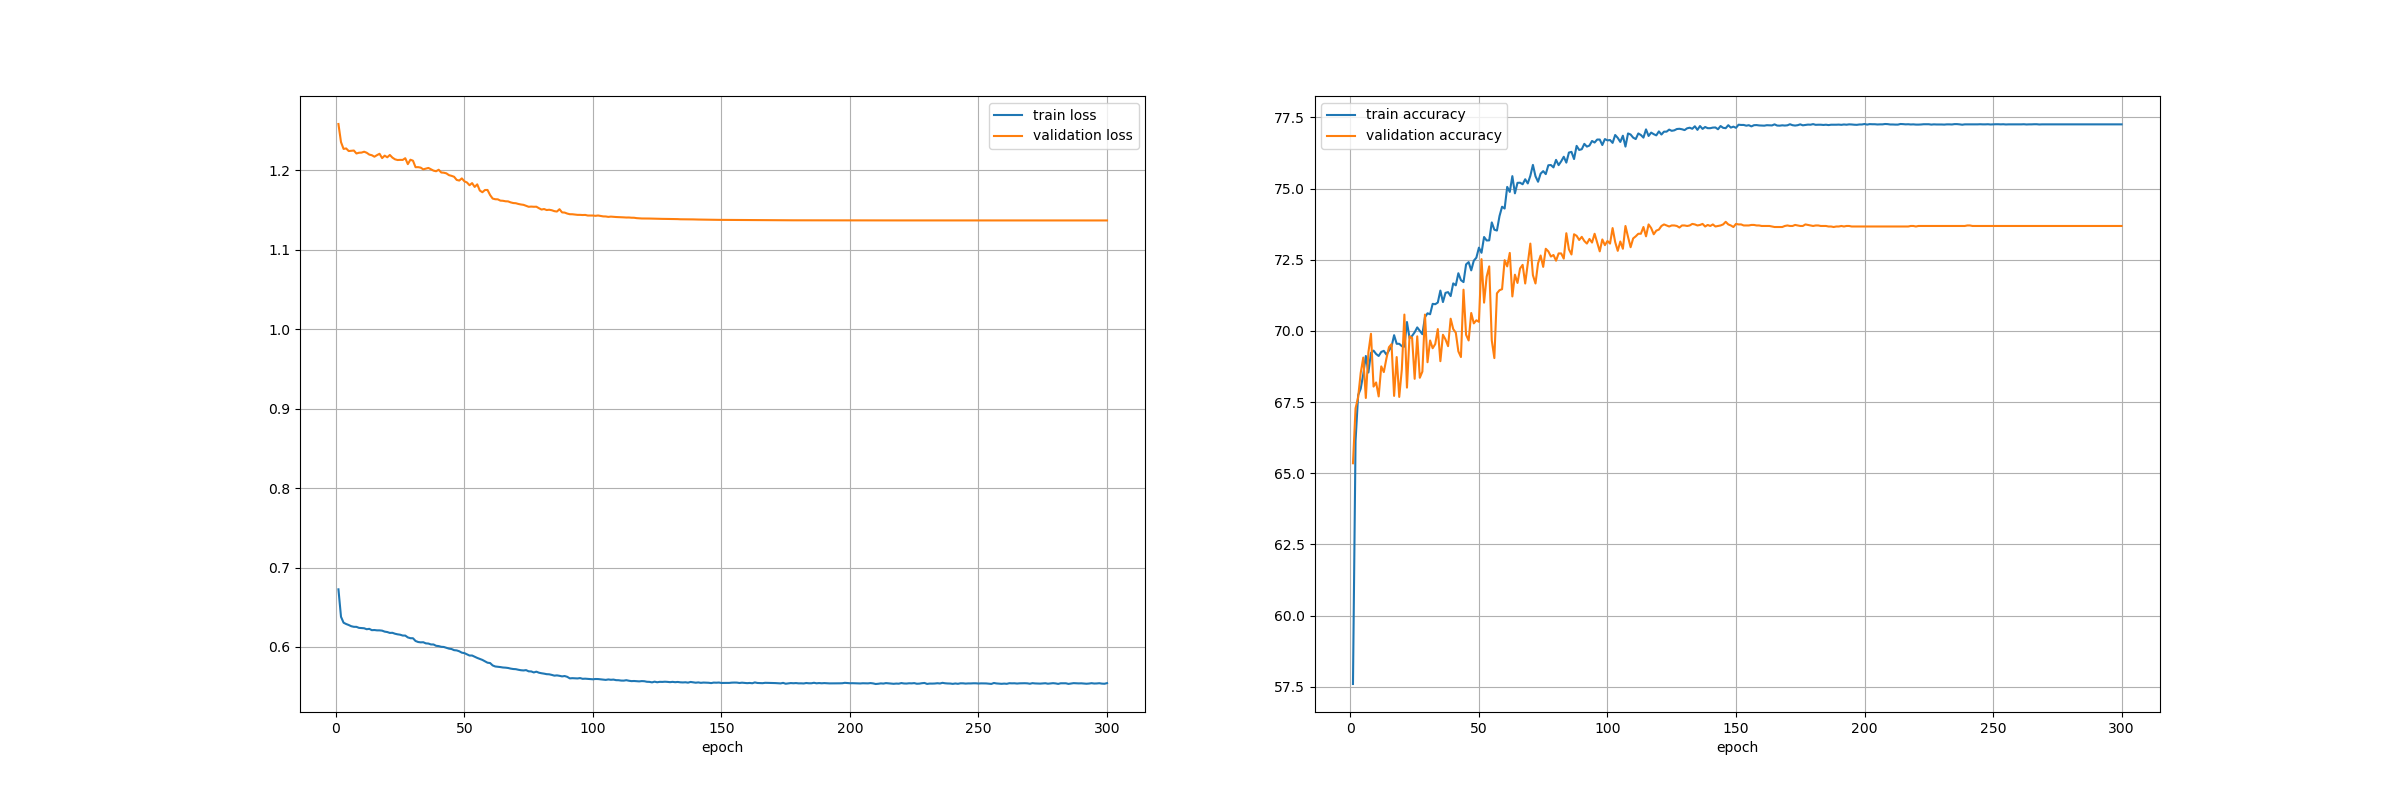 train loss
validation loss
1.2
1.1
1.0
0.9
0.8
0.7
0.6
0 50 100 150 200 250 300
epoch
train accuracy
validation accuracy
77.5
75.0
72.5
70.0
67.5
65.0
62.5
60.0
57.5
0 50 100 150 200 250 300
epoch